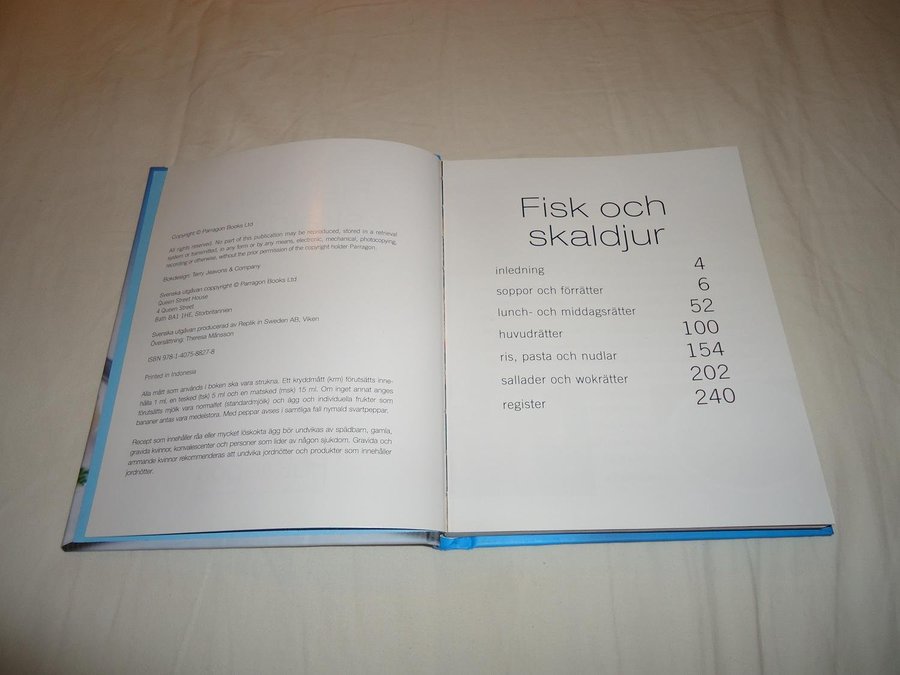 Copyright © Parragon Books Ltd
All rights reserved. No part of this publication may be reproduced, stored in a retrieval
system or transmitted, in any form or by any means, electronic, mechanical, photocopying,
recording or otherwise, without the prior permission of the copyright holder Parragon.
Bokdesign: Terry Jeavons & Company
Svenska utgåvan coppyright © Parragon Books Ltd.
Queen Street House
4 Queen Street
Bath BA1 1HE, Storbritannien
Svenska utgåvan producerad av Replik in Sweden AB, Viken
Översättning: Theresa Månsson
ISBN 978-1-4075-8827-8
Printed in Indonesia
Alla mått som används i boken ska vara strukna. Ett kryddmått (krm) förutsätts inne-
hålla 1 ml, en tesked (tsk) 5 ml och en matsked (msk) 15 ml. Om inget annat anges
förutsätts mjölk vara normalfet (standardmjölk) och ägg och individuella frukter som
bananer antas vara medelstora. Med peppar avses i samtliga fall nymald svartpeppar.
Recept som innehåller råa eller mycket löskokta ägg bör undvikas av spädbarn, gamla,
gravida kvinnor, konvalescenter och personer som lider av någon sjukdom. Gravida och
ammande kvinnor rekommenderas att undvika jordnötter och produkter som innehåller
jordnötter.
Fisk och
skaldjur
inledning 4
soppor och förrätter 6
lunch- och middagsrätter 52
huvudrätter 100
ris, pasta och nudlar 154
sallader och wokrätter 202
register 240